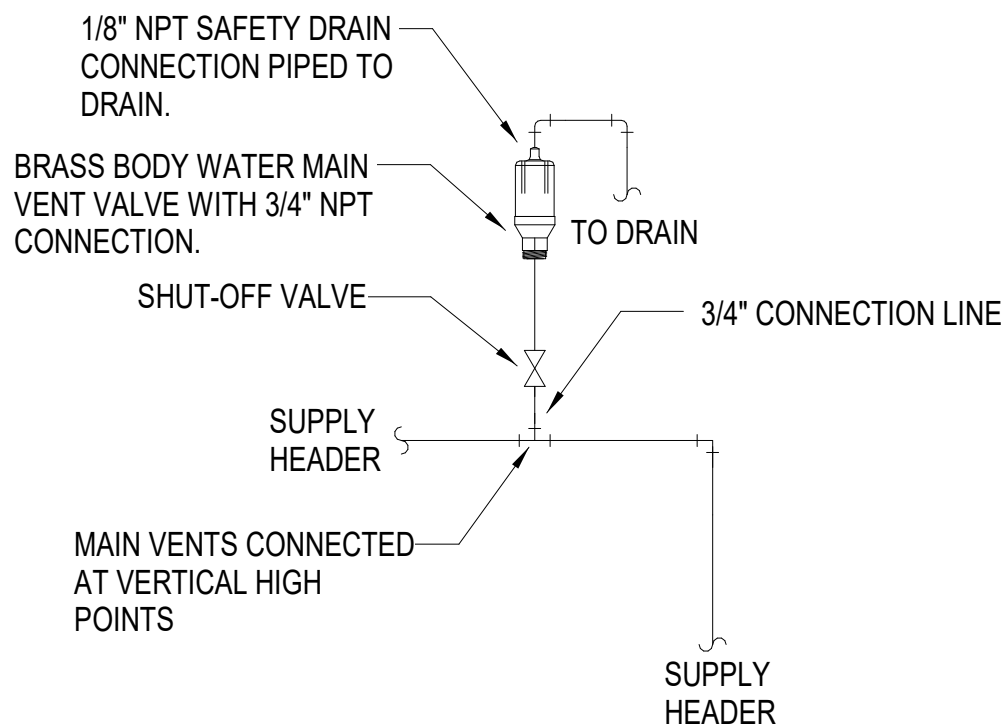 1/8" NPT SAFETY DRAIN
CONNECTION PIPED TO
DRAIN.
BRASS BODY WATER MAIN
VENT VALVE WITH 3/4" NPT
CONNECTION.
TO DRAIN
SHUT-OFF VALVE
3/4" CONNECTION LINE
SUPPLY
HEADER
MAIN VENTS CONNECTED
AT VERTICAL HIGH
POINTS
SUPPLY
HEADER